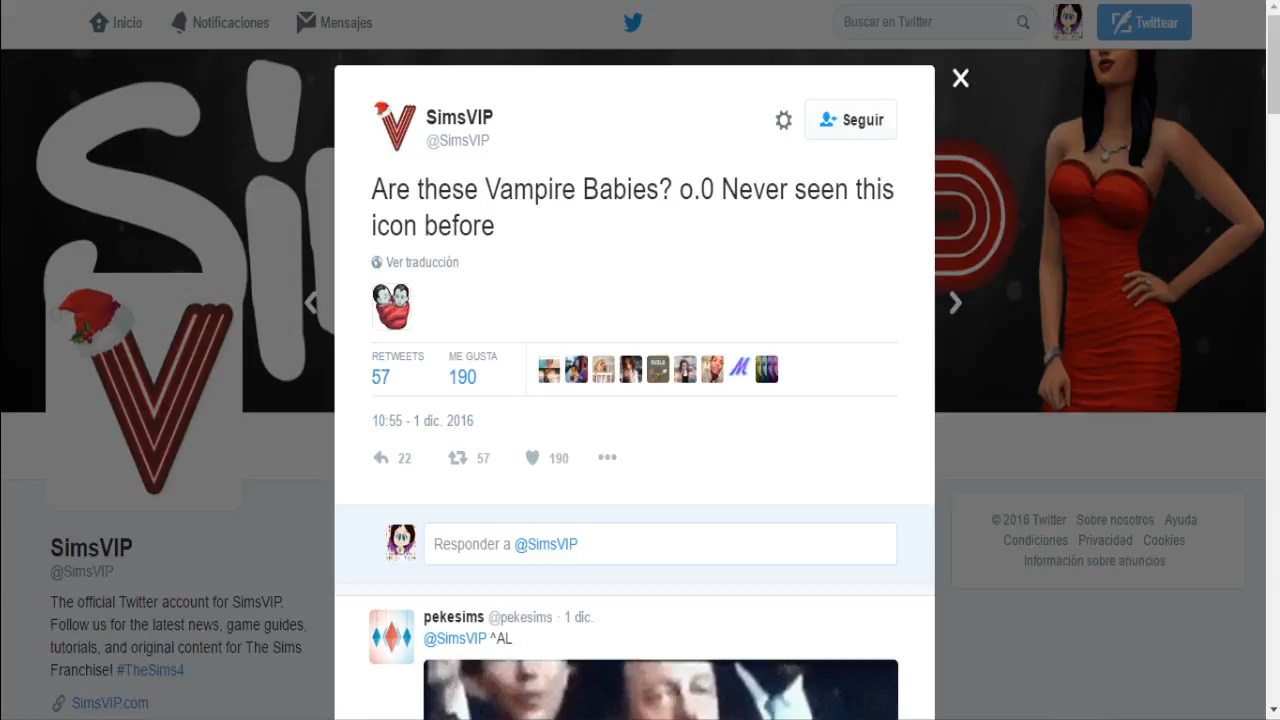 Inicio
Notificaciones
Mensajes
Buscar en Twitter
Twittear
SimsVIP
@SimsVIP
Seguir
Are these Vampire Babies? o.0 Never seen this
icon before
Ver traducción
RETWEETS
57
ME GUSTA
190
10:55 - 1 dic. 2016
22
57
190
•••
Responder a @SimsVIP
pekesims @pekesims · 1 dic.
@SimsVIP ^AL
SimsVIP
@SimsVIP
The official Twitter account for SimsVIP.
Follow us for the latest news, game guides,
tutorials, and original content for The Sims
Franchise! #TheSims4
SimsVIP.com
© 2016 Twitter Sobre nosotros Ayuda
Condiciones Privacidad Cookies
Información sobre anuncios